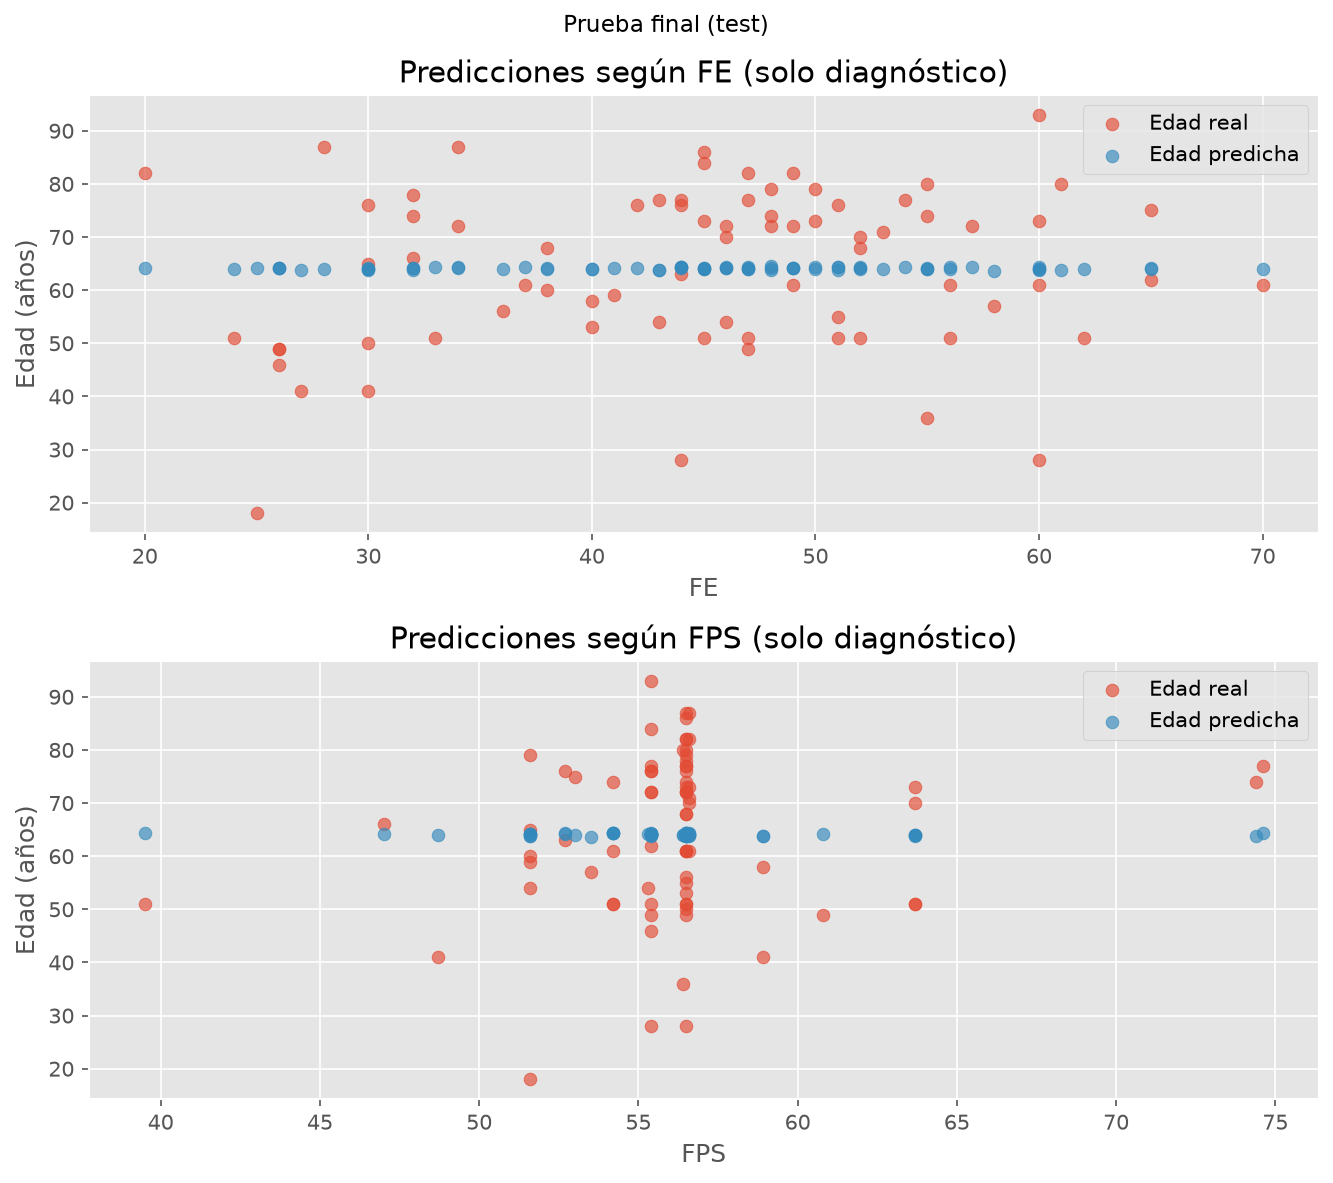 Prueba final (test)
Predicciones según FE (solo diagnóstico)
Edad real
Edad predicha
Edad (años)
90
80
70
60
50
40
30
20
20 30 40 50 60 70
FE
Predicciones según FPS (solo diagnóstico)
Edad real
Edad predicha
Edad (años)
90
80
70
60
50
40
30
20
40 45 50 55 60 65 70 75
FPS